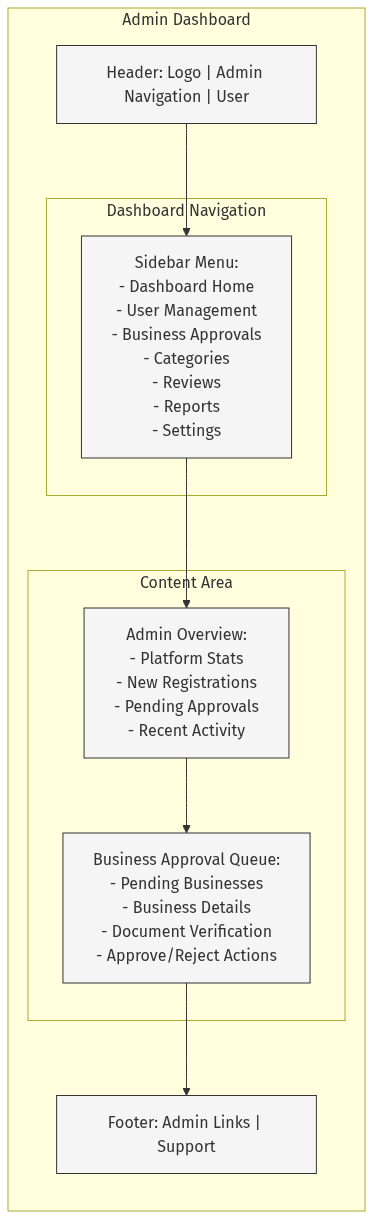 Admin Dashboard
Header: Logo | Admin
Navigation | User
Dashboard Navigation
Sidebar Menu:
- Dashboard Home
- User Management
- Business Approvals
- Categories
- Reviews
- Reports
- Settings
Content Area
Admin Overview:
- Platform Stats
- New Registrations
- Pending Approvals
- Recent Activity
Business Approval Queue:
- Pending Businesses
- Business Details
- Document Verification
- Approve/Reject Actions
Footer: Admin Links |
Support